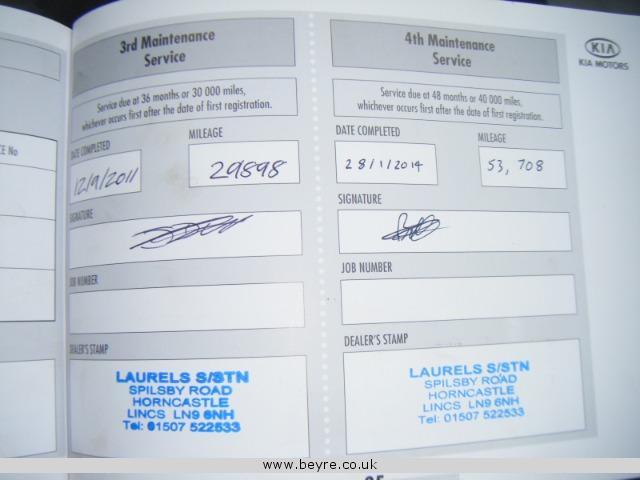 3rd Maintenance
Service
Service due at 36 months or 30 000 miles,
whichever occurs first after the date of first registration.
DATE COMPLETED
MILEAGE
12/9/2011
29898
SIGNATURE
JOB NUMBER
DEALER'S STAMP
LAURELS S/STN
SPILSBY ROAD
HORNCASTLE
LINCS LN9 6NH
Tel: 01507 522533
4th Maintenance
Service
Service due at 48 months or 40 000 miles,
whichever occurs first after the date of first registration.
DATE COMPLETED
MILEAGE
28/1/2014
53,708
SIGNATURE
JOB NUMBER
DEALER'S STAMP
LAURELS S/STN
SPILSBY ROAD
HORNCASTLE
LINCS LN9 6NH
Tel: 01507 522533
KIA
KIA MOTORS
CE No
www.beyre.co.uk